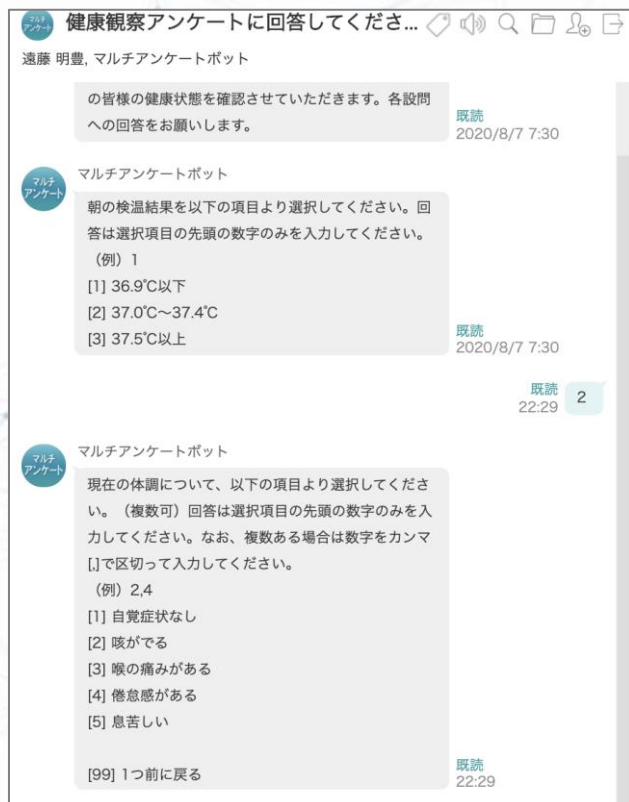 マルチ
アンケート
健康観察アンケートに回答してくださ...
遠藤 明豊, マルチアンケートボット
の皆様の健康状態を確認させていただきます。各設問
への回答をお願いします。
既読
2020/8/7 7:30
マルチ
アンケート
マルチアンケートボット
朝の検温結果を以下の項目より選択してください。回
答は選択項目の先頭の数字のみを入力してください。
（例）1
[1] 36.9℃以下
[2] 37.0℃〜37.4℃
[3] 37.5℃以上
既読
2020/8/7 7:30
既読
22:29
2
マルチ
アンケート
マルチアンケートボット
現在の体調について、以下の項目より選択してくださ
い。（複数可）回答は選択項目の先頭の数字のみを入
力してください。なお、複数ある場合は数字をカンマ
[,]で区切って入力してください。
（例）2,4
[1] 自覚症状なし
[2] 咳がでる
[3] 喉の痛みがある
[4] 倦怠感がある
[5] 息苦しい
[99] 1つ前に戻る
既読
22:29